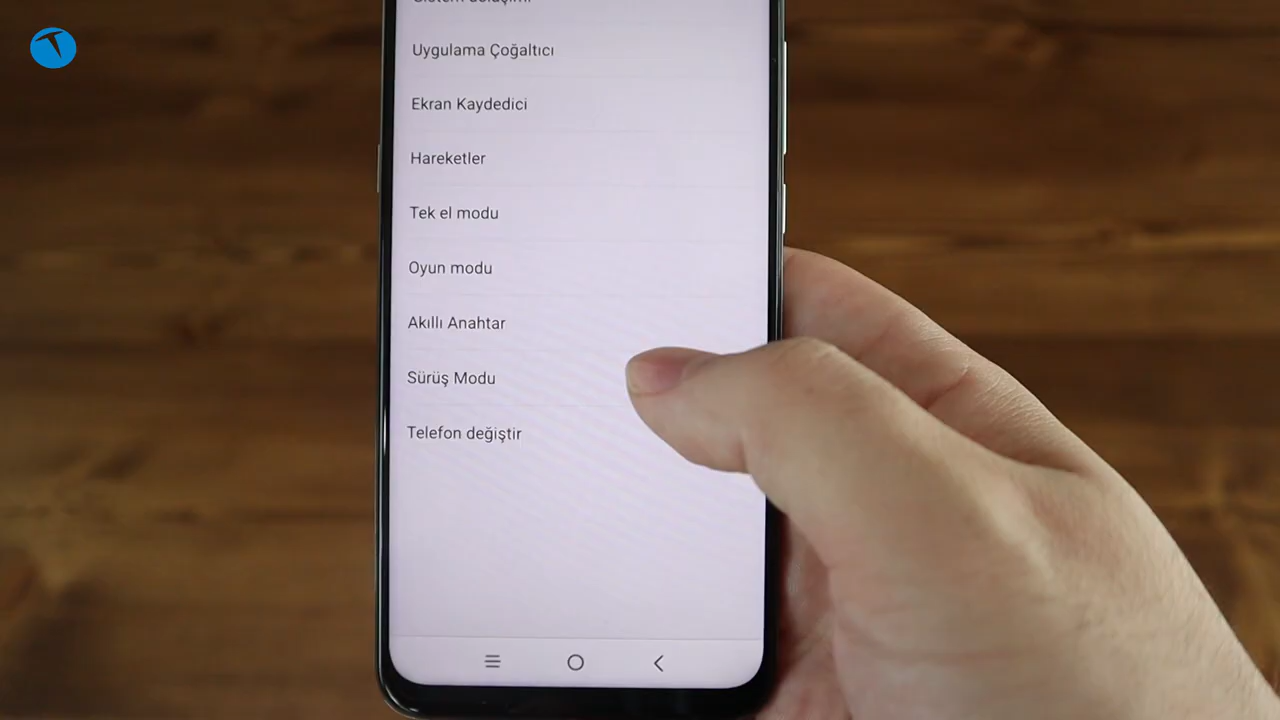 Uygulama Çoğaltıcı
Ekran Kaydedici
Hareketler
Tek el modu
Oyun modu
Akıllı Anahtar
Sürüş Modu
Telefon değiştir